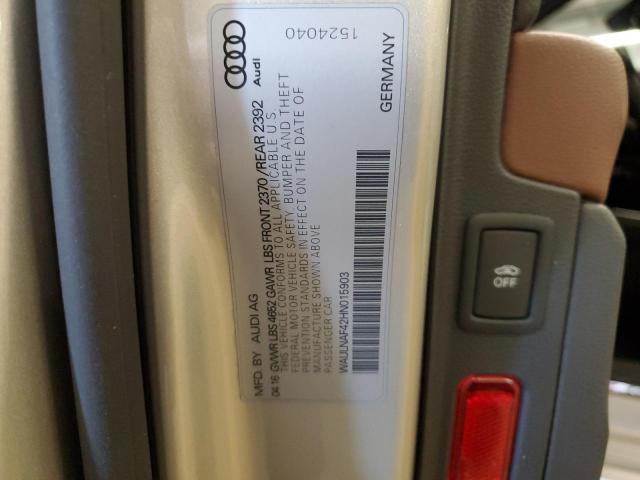 MFD. BY AUDI AG
04.16 GVWR LBS 4652 GAWR LBS FRONT 2370 / REAR 2392
THIS VEHICLE CONFORMS TO ALL APPLICABLE U.S.
FEDERAL MOTOR VEHICLE SAFETY, BUMPER AND THEFT
PREVENTION STANDARDS IN EFFECT ON THE DATE OF
MANUFACTURE SHOWN ABOVE
PASSENGER CAR
WAULNAF42HN015903
Audi
1524040
GERMANY
OFF